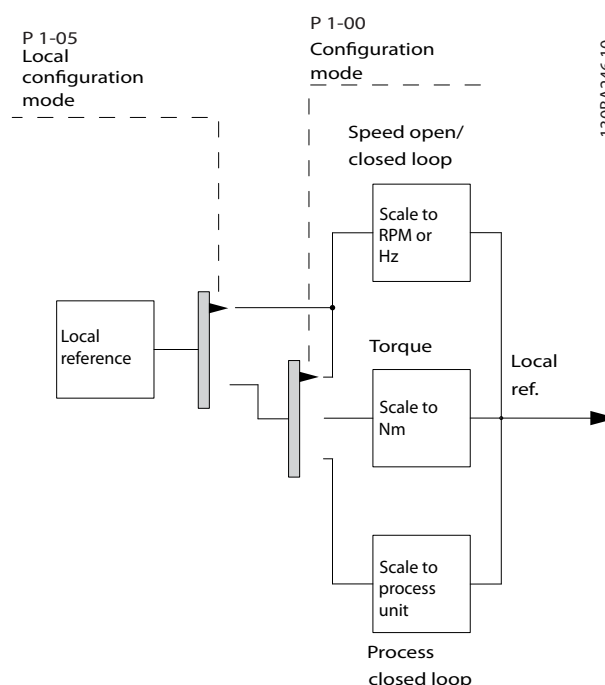 P 1-05
Local
configuration
mode
P 1-00
Configuration
mode
Speed open/
closed loop
Scale to
RPM or
Hz
Local
reference
Torque
Scale to
Nm
Local
ref.
Scale to
process
unit
Process
closed loop